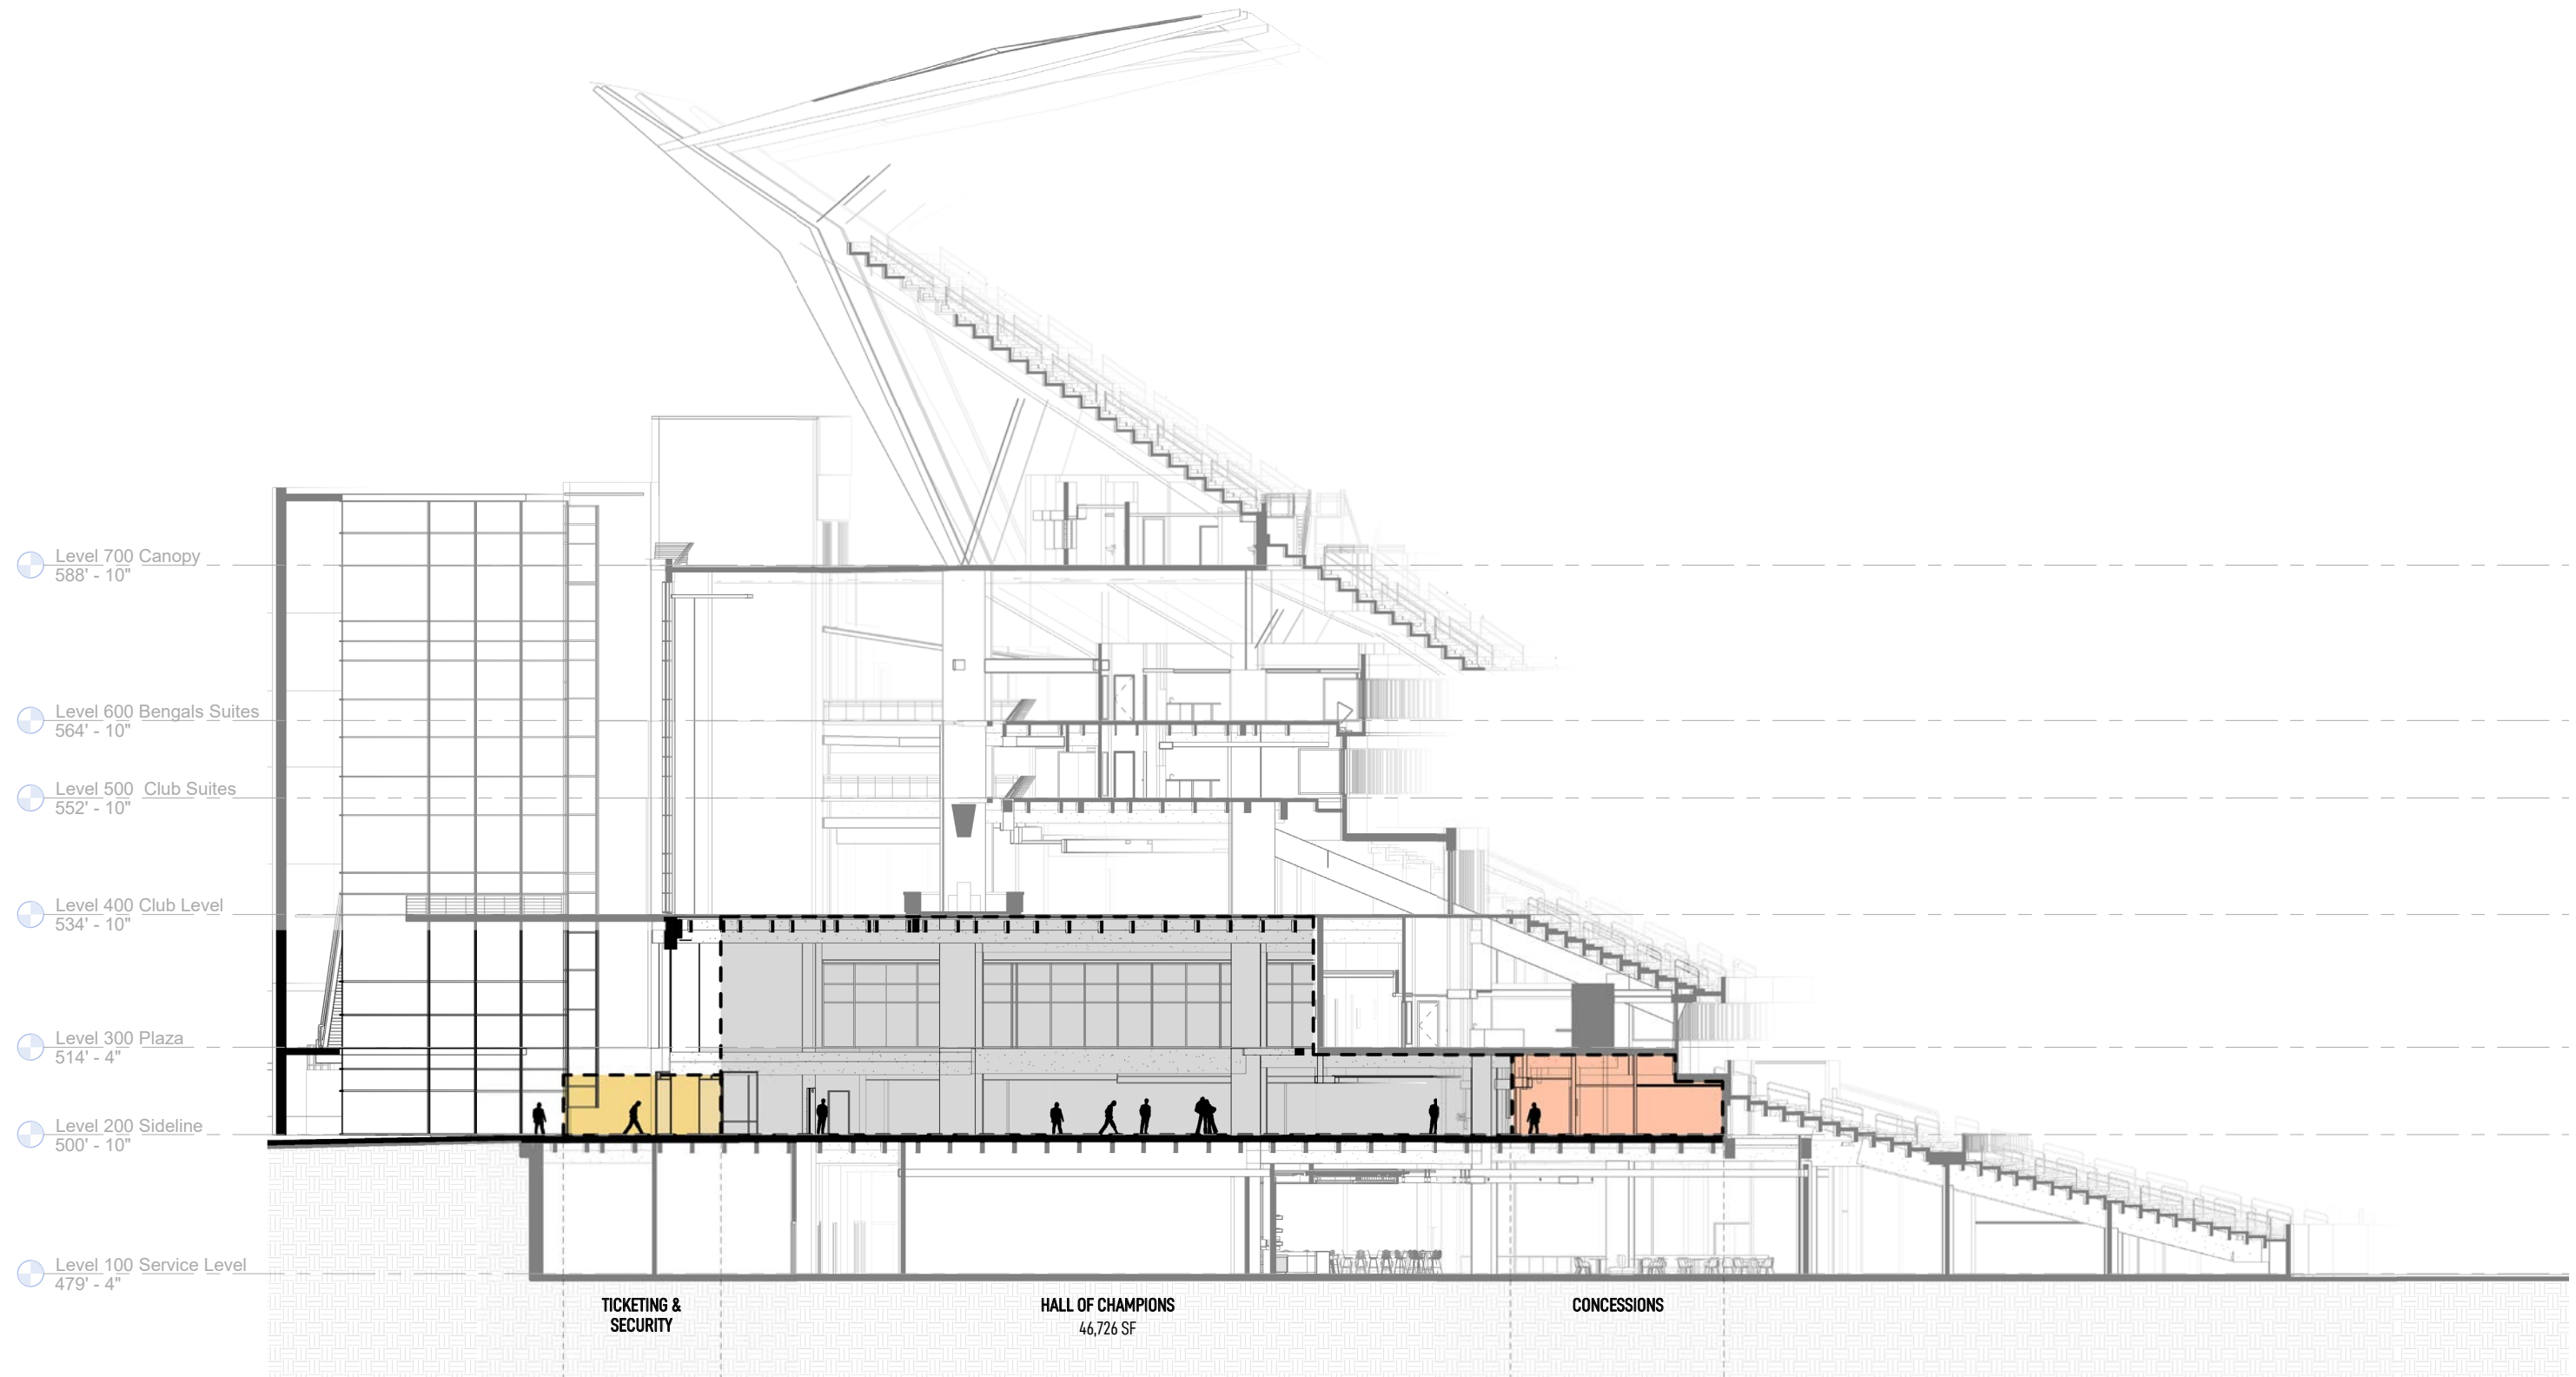 Level 700 Canopy
588' - 10"
Level 600 Bengals Suites
564' - 10"
Level 500  Club Suites
552' - 10"
Level 400 Club Level
534' - 10"
Level 300 Plaza
514' - 4"
Level 200 Sideline
500' - 10"
Level 100 Service Level
479' - 4"
TICKETING &
SECURITY
HALL OF CHAMPIONS
46,726 SF
CONCESSIONS